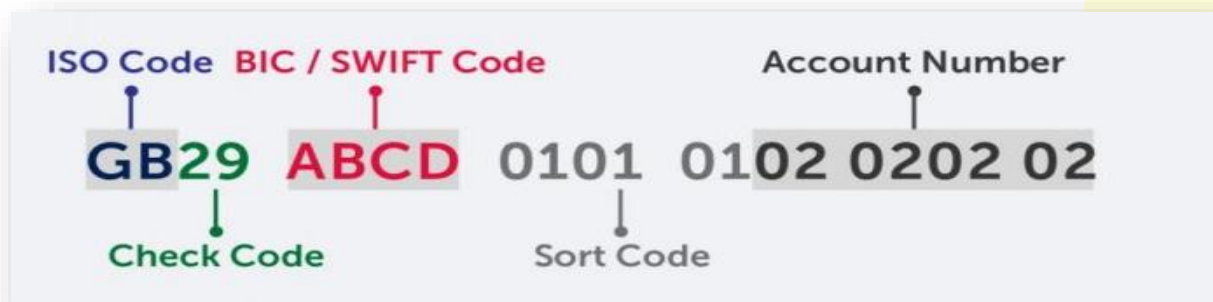 ISO Code BIC / SWIFT Code Account Number
GB29 ABCD 0101 0102 0202 02
Check Code Sort Code